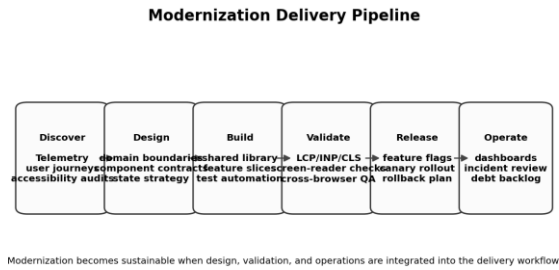 Modernization Delivery Pipeline
Discover
Telemetry
user journeys
accessibility audits
Design
domain boundaries
component contracts
state strategy
Build
shared library
feature slices
test automation
Validate
LCP/INP/CLS
screen-reader checks
cross-browser QA
Release
feature flags
canary rollout
rollback plan
Operate
dashboards
incident review
debt backlog
Modernization becomes sustainable when design, validation, and operations are integrated into the delivery workflow